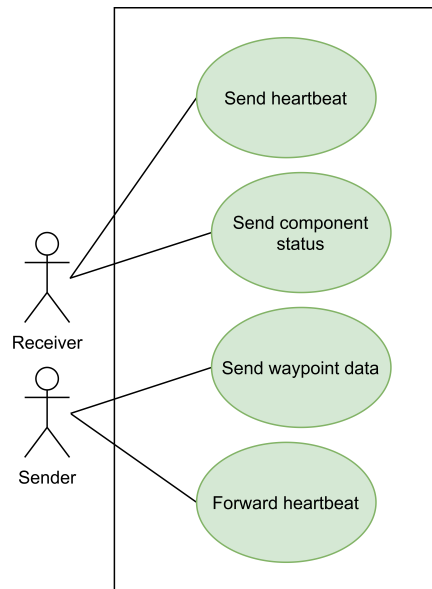 Send heartbeat
Send component
status
Receiver
Send waypoint data
Sender
Forward heartbeat